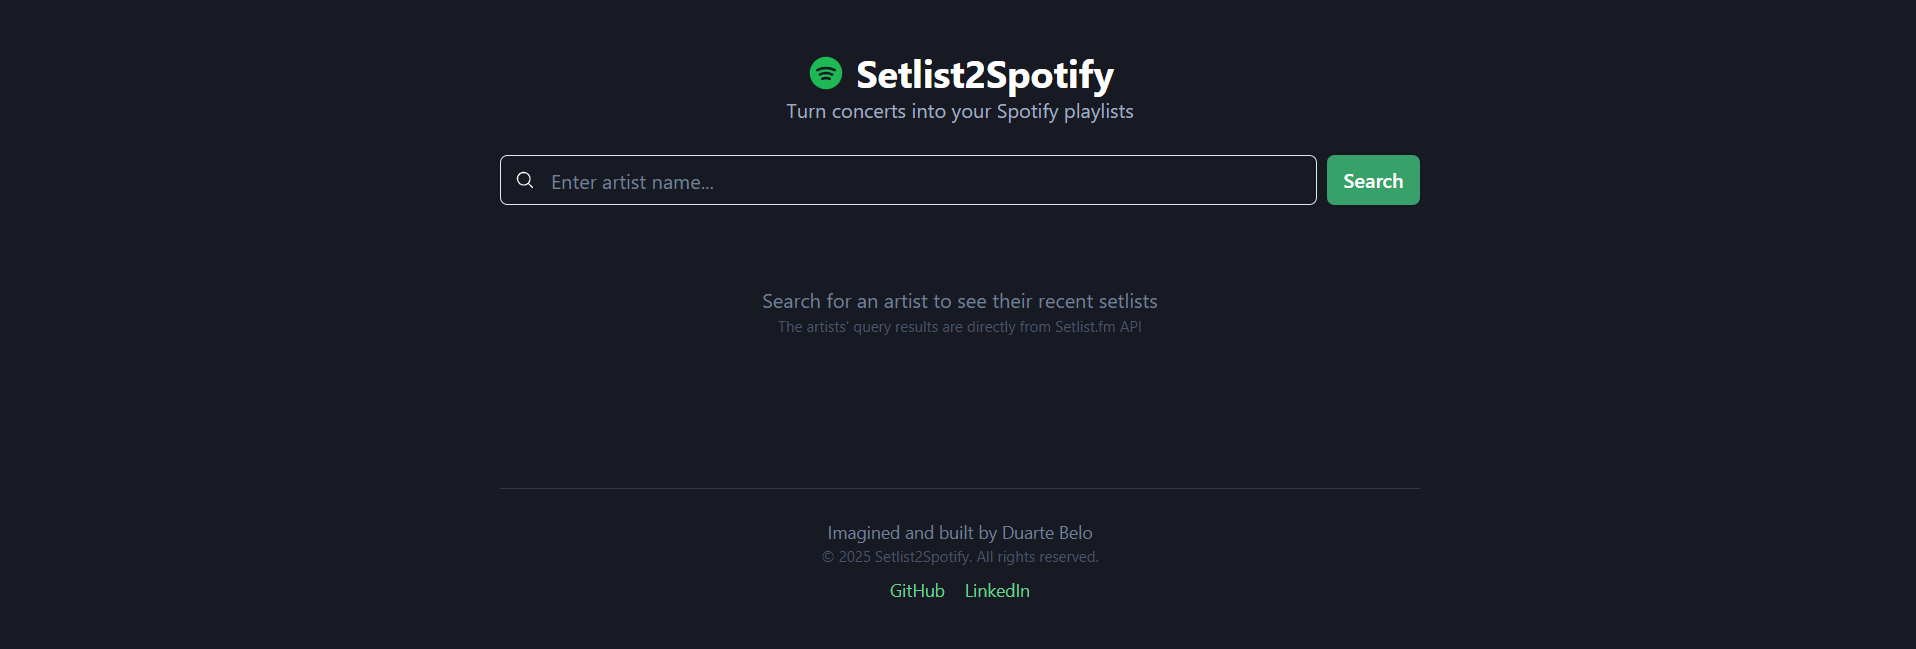 Setlist2Spotify
Turn concerts into your Spotify playlists
Enter artist name...
Search
Search for an artist to see their recent setlists
The artists' query results are directly from Setlist.fm API
Imagined and built by Duarte Belo
© 2025 Setlist2Spotify. All rights reserved.
GitHub LinkedIn